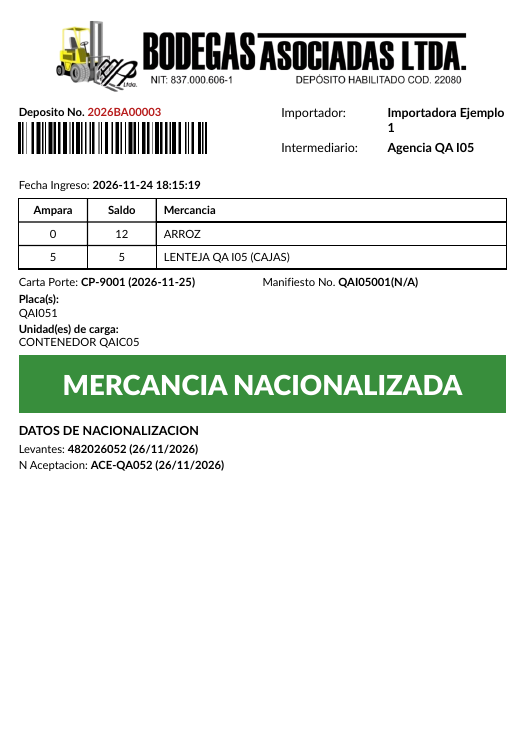 BODEGAS ASOCIADAS LTDA.
Ltda.
NIT: 837.000.606-1 DEPÓSITO HABILITADO COD. 22080
Deposito No. 2026BA00003
Importador: Importadora Ejemplo 1
Intermediario: Agencia QA I05
Fecha Ingreso: 2026-11-24 18:15:19
Ampara Saldo Mercancia
0 12 ARROZ
5 5 LENTEJA QA I05 (CAJAS)
Carta Porte: CP-9001 (2026-11-25) Manifiesto No. QAI05001(N/A)
Placa(s):
QAI051
Unidad(es) de carga:
CONTENEDOR QAIC05
MERCANCIA NACIONALIZADA
DATOS DE NACIONALIZACION
Levantes: 482026052 (26/11/2026)
N Aceptacion: ACE-QA052 (26/11/2026)